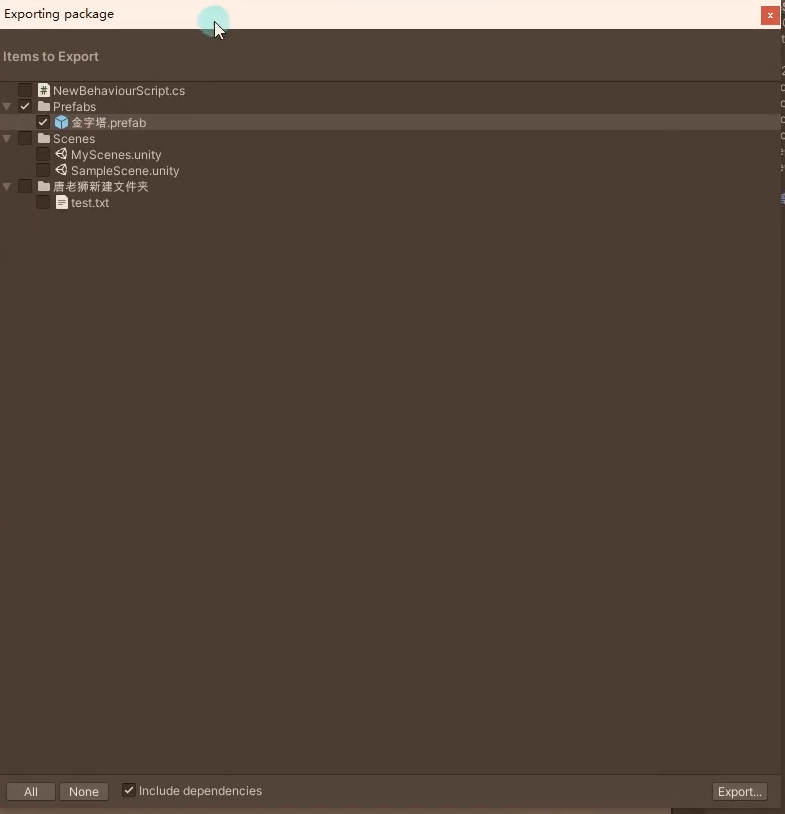 Exporting package
x
Items to Export
NewBehaviourScript.cs
Prefabs
金字塔.prefab
Scenes
MyScenes.unity
SampleScene.unity
唐老狮新建文件夹
test.txt
All None Include dependencies Export...